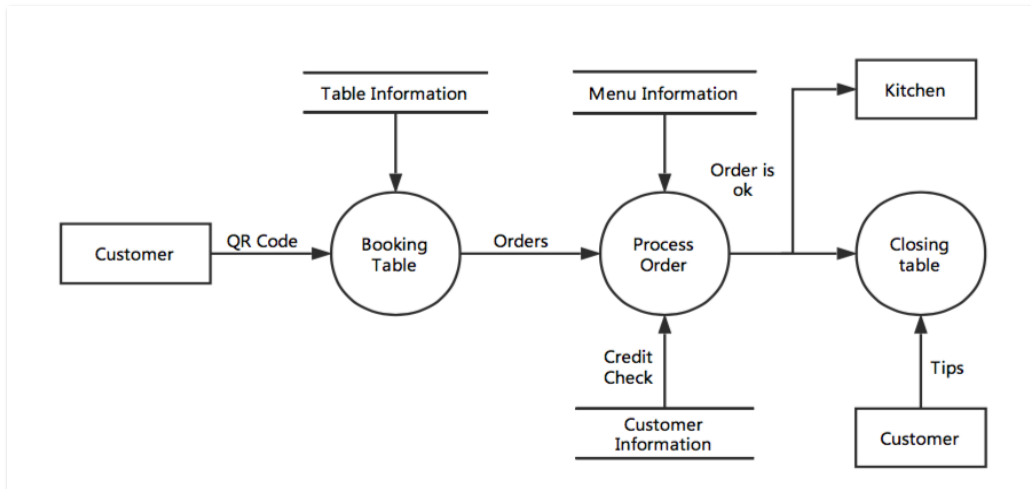 Table Information
Menu Information
Kitchen
Order is
ok
Customer
QR Code
Booking
Table
Orders
Process
Order
Closing
table
Credit
Check
Tips
Customer
Information
Customer